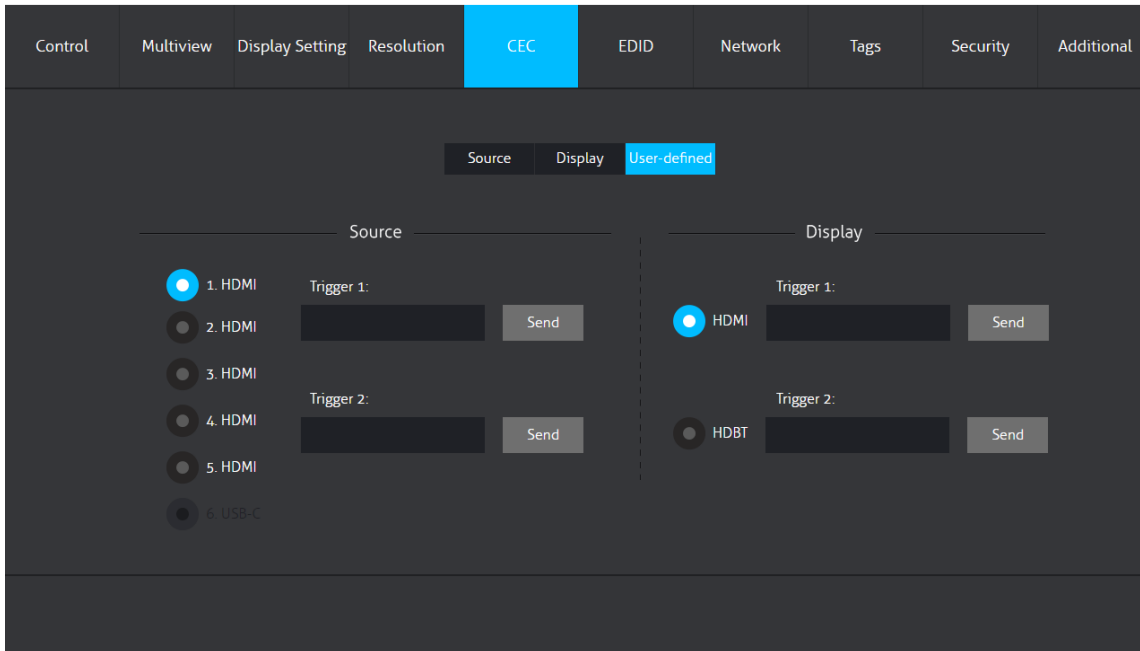 Control Multiview Display Setting Resolution CEC EDID Network Tags Security Additional
Source Display User-defined
Source
1. HDMI
2. HDMI
3. HDMI
4. HDMI
5. HDMI
6. USB-C
Trigger 1:
Send
Trigger 2:
Send
Display
HDMI
HDBT
Trigger 1:
Send
Trigger 2:
Send